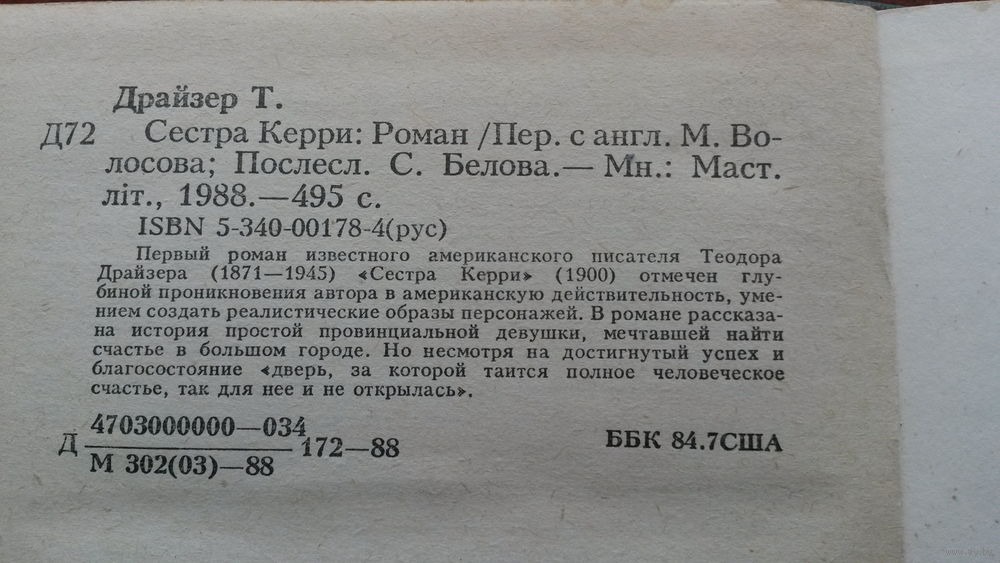 Драйзер Т.
Д72 Сестра Керри: Роман /Пер. с англ. М. Во-
лосова; Послесл. С. Белова.— Мн.: Маст.
літ., 1988.—495 с.
ISBN 5-340-00178-4(рус)
Первый роман известного американского писателя Теодора
Драйзера (1871—1945) «Сестра Керри» (1900) отмечен глу-
биной проникновения автора в американскую действительность, уме-
нием создать реалистические образы персонажей. В романе рассказа-
на история простой провинциальной девушки, мечтавшей найти
счастье в большом городе. Но несмотря на достигнутый успех и
благосостояние «дверь, за которой таится полное человеческое
счастье, так для нее и не открылась».
Д 4703000000—034
М 302(03)—88 172—88
ББК 84.7США